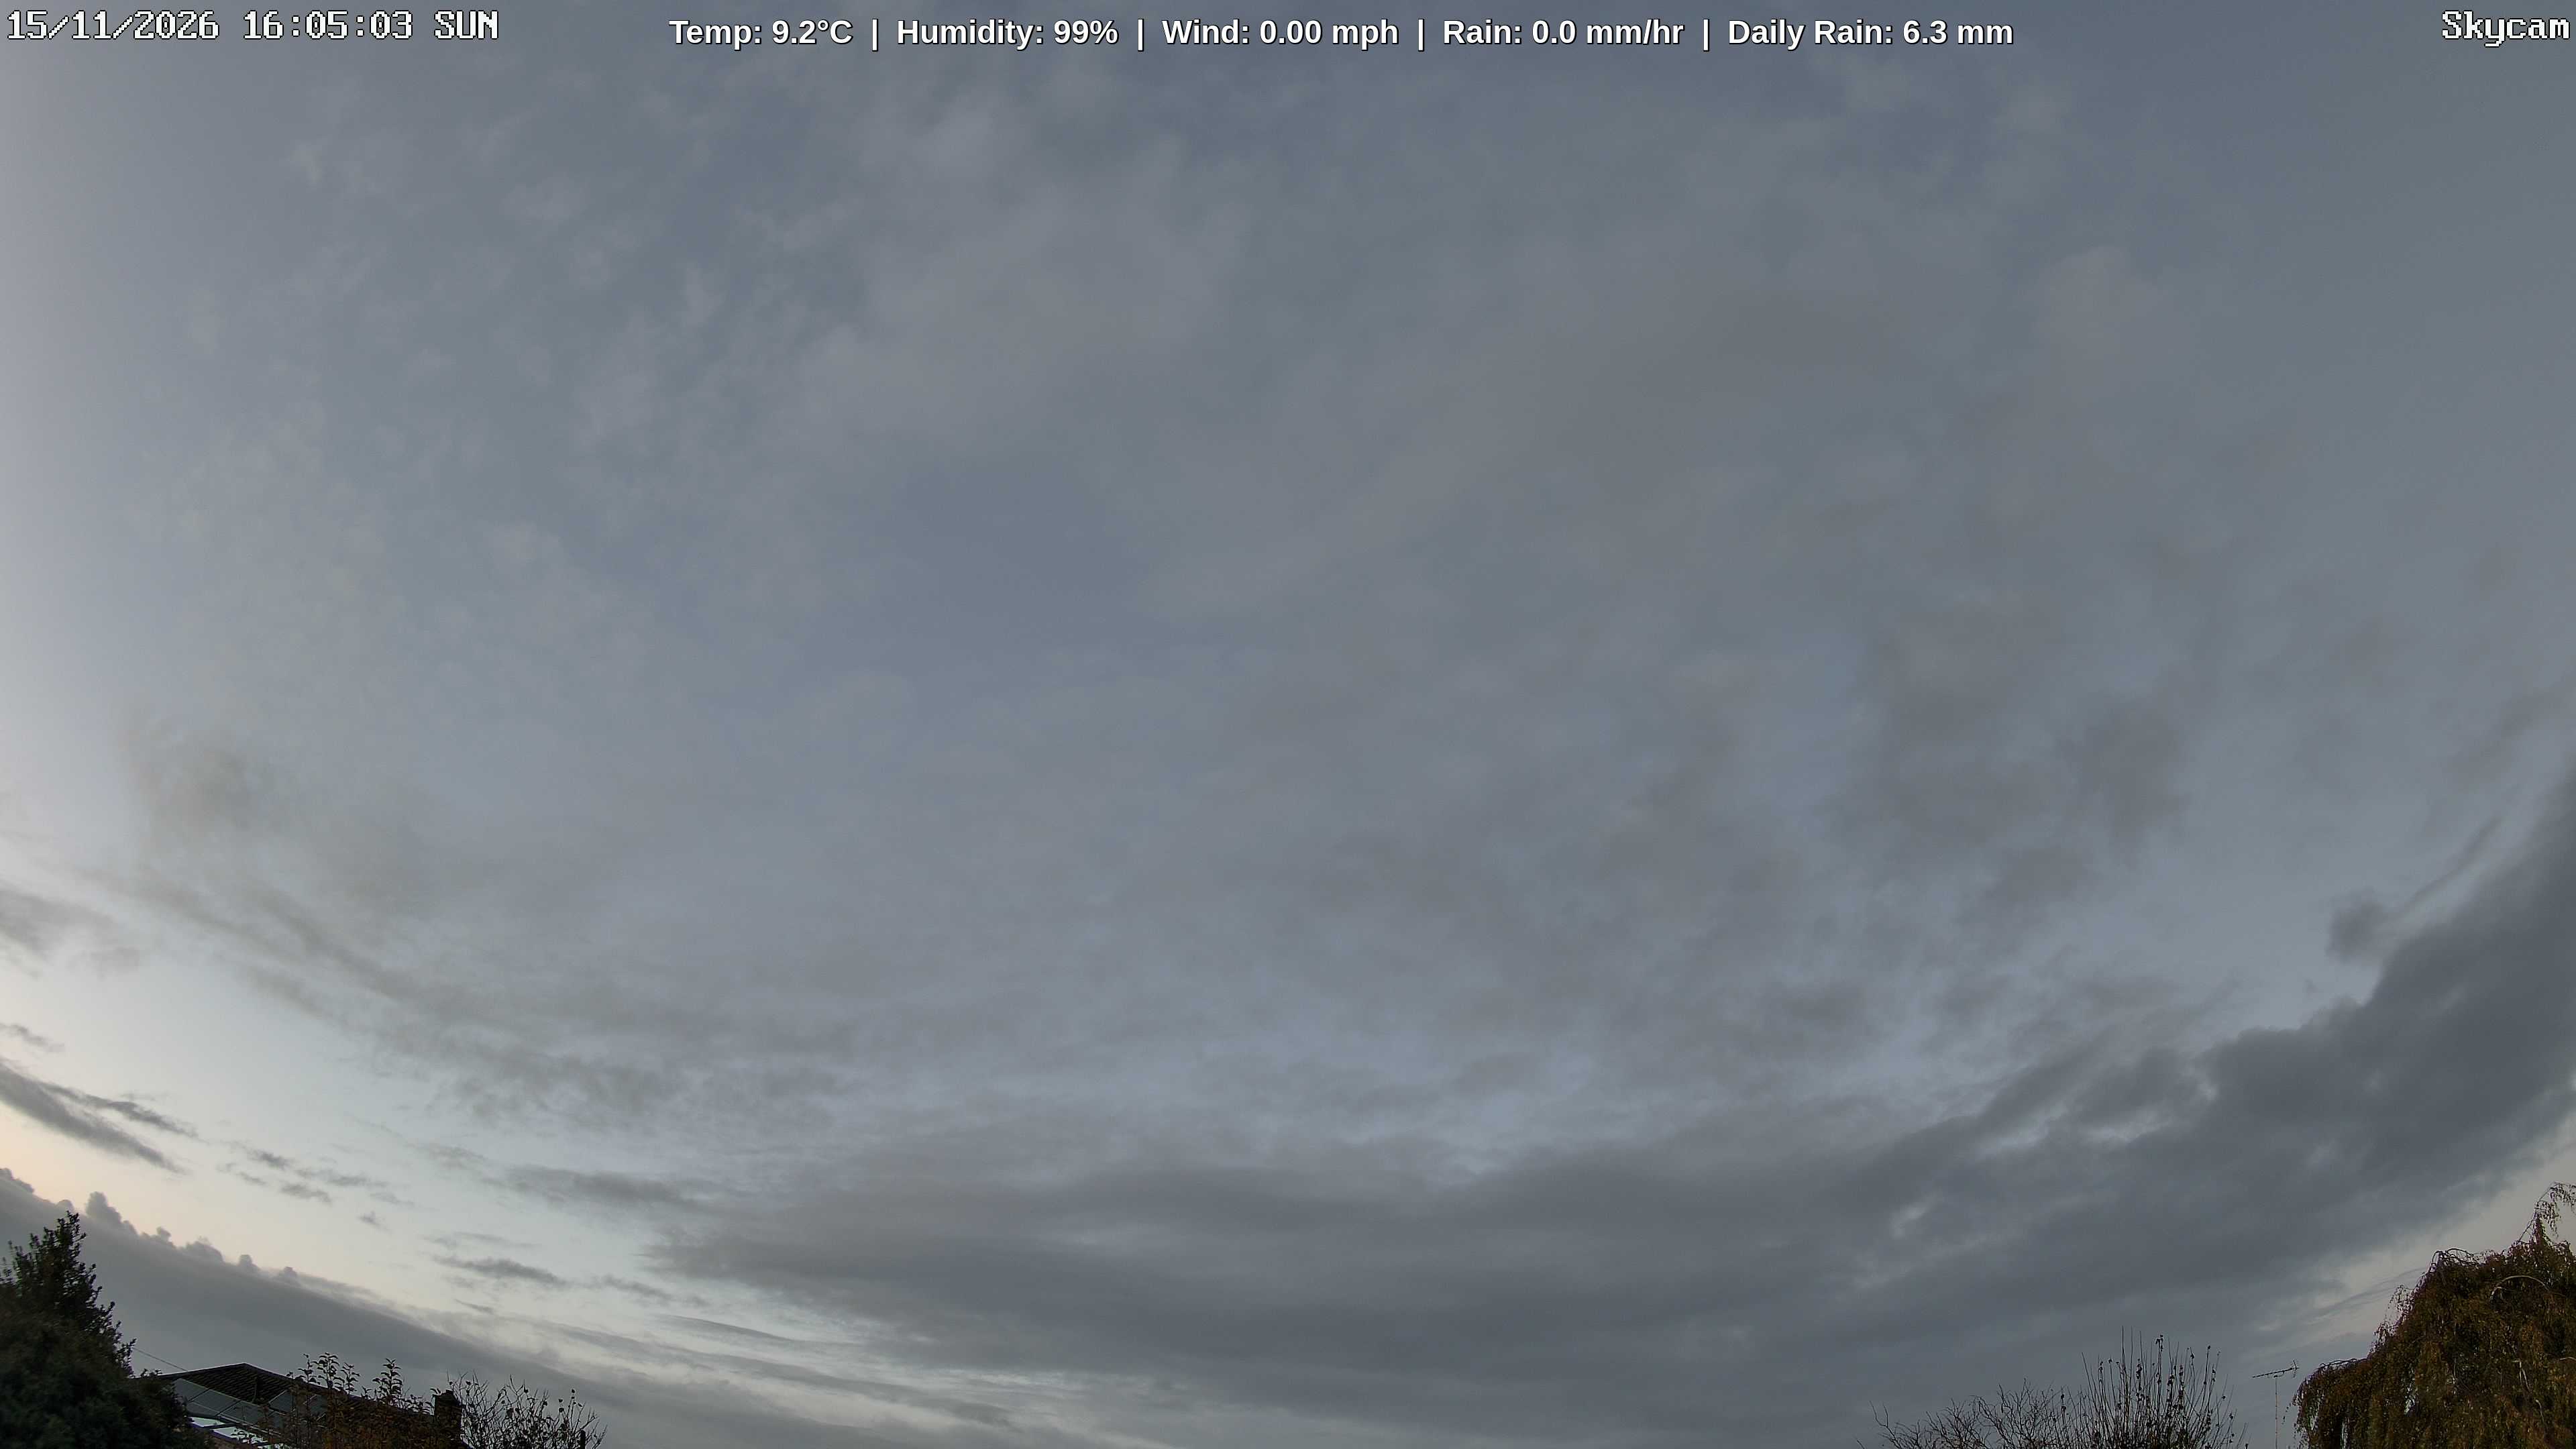 15/11/2026 16:05:03 SUN
Temp: 9.2°C | Humidity: 99% | Wind: 0.00 mph | Rain: 0.0 mm/hr | Daily Rain: 6.3 mm
Skycam